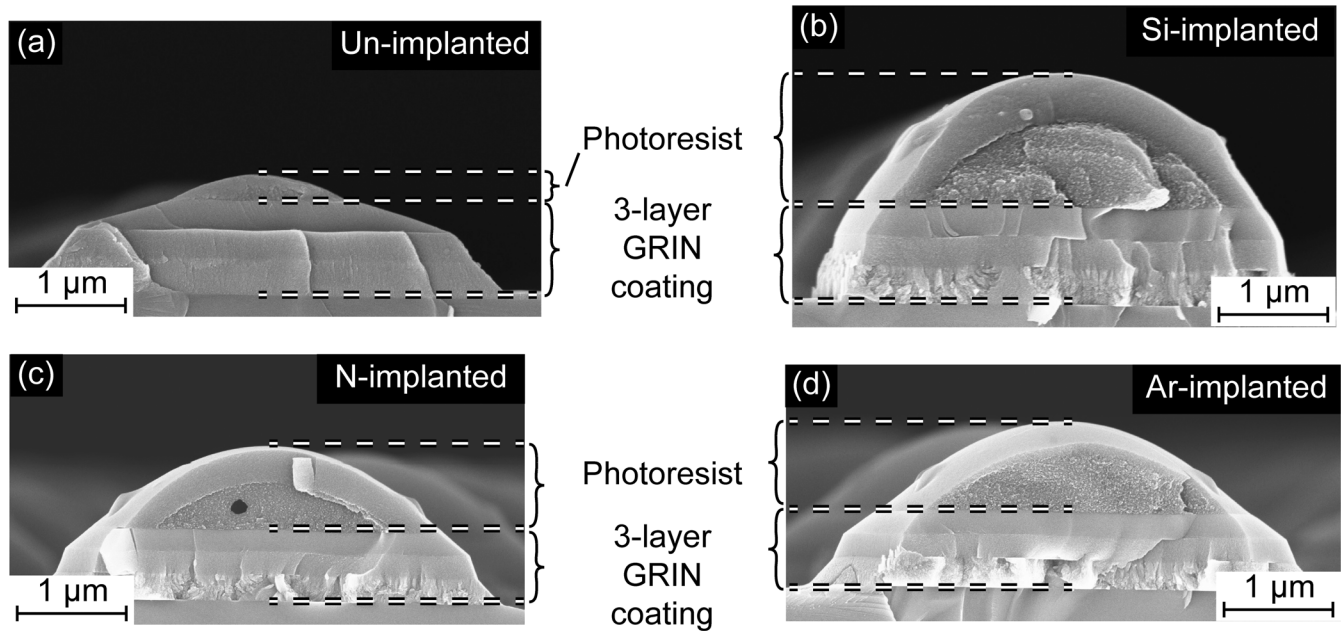 (a)
Un-implanted
1 µm
(b)
Si-implanted
1 µm
Photoresist
3-layer
GRIN
coating
(c)
N-implanted
1 µm
(d)
Ar-implanted
1 µm
Photoresist
3-layer
GRIN
coating